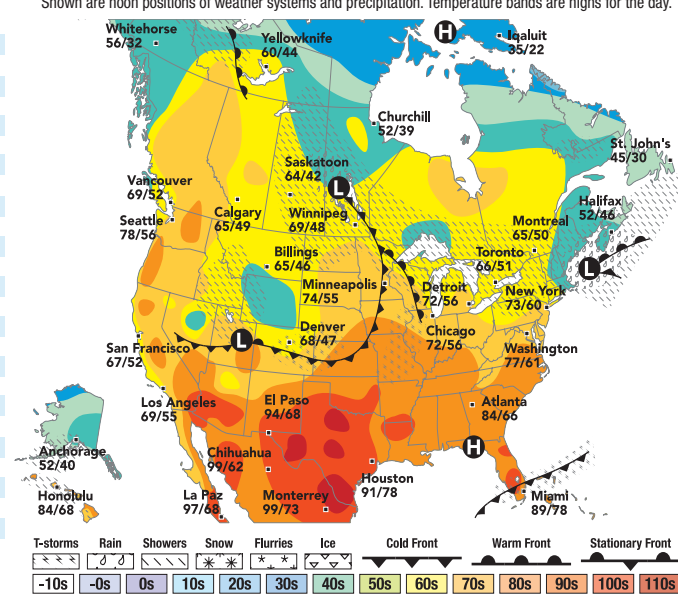 Shown are noon positions of weather systems and precipitation. Temperature bands are highs for the day.
Whitehorse
56/32
Yellowknife
60/44
H
Iqaluit
35/22
Churchill
52/39
St. John's
45/30
Saskatoon
64/42
Vancouver
69/52
L
Halifax
52/46
Seattle
78/56
Calgary
65/49
Winnipeg
69/48
Montreal
65/50
Billings
65/46
Toronto
66/51
L
Minneapolis
74/55
Detroit
72/56
New York
73/60
Denver
68/47
Chicago
72/56
L
San Francisco
67/52
Washington
77/61
Los Angeles
69/55
El Paso
94/68
Atlanta
84/66
H
Anchorage
52/40
Chihuahua
99/62
Houston
91/78
Honolulu
84/68
La Paz
97/68
Monterrey
99/73
Miami
89/78
T-storms Rain Showers Snow Flurries Ice Cold Front Warm Front Stationary Front
-10s -0s 0s 10s 20s 30s 40s 50s 60s 70s 80s 90s 100s 110s